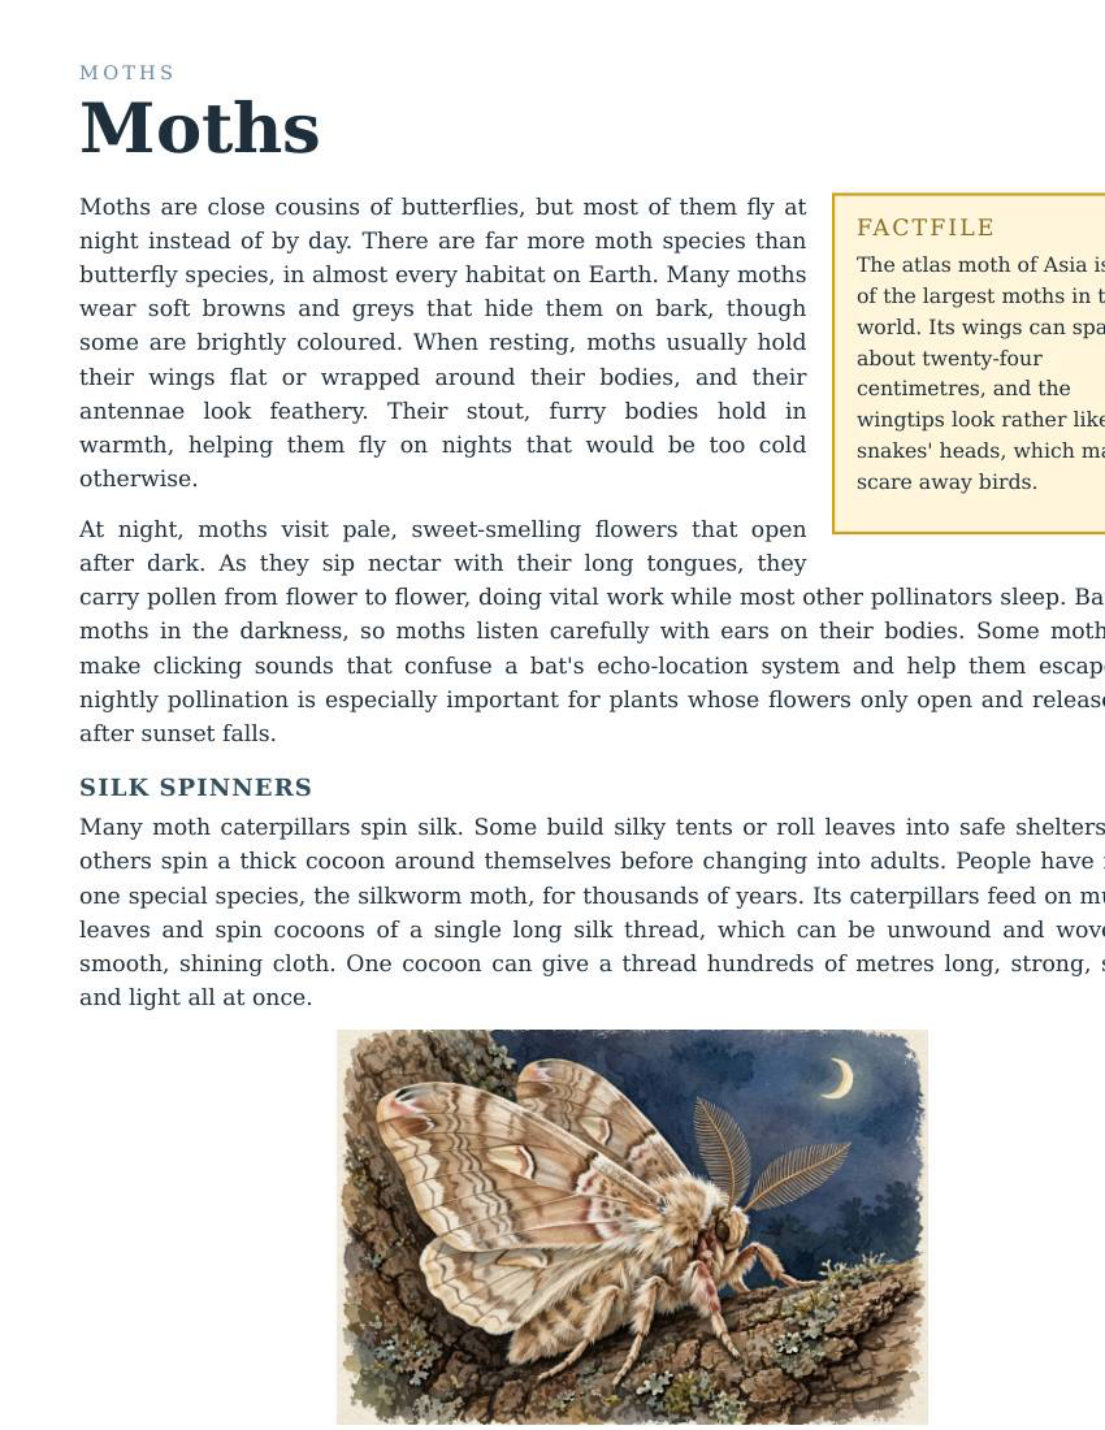 MOTHS
Moths
Moths are close cousins of butterflies, but most of them fly at
night instead of by day. There are far more moth species than
butterfly species, in almost every habitat on Earth. Many moths
wear soft browns and greys that hide them on bark, though
some are brightly coloured. When resting, moths usually hold
their wings flat or wrapped around their bodies, and their
antennae look feathery. Their stout, furry bodies hold in
warmth, helping them fly on nights that would be too cold
otherwise.
FACTFILE
The atlas moth of Asia is
of the largest moths in
world. Its wings can
about twenty-four
centimetres, and the
wingtips look rather like
snakes' heads, which
scare away birds.
At night, moths visit pale, sweet-smelling flowers that open
after dark. As they sip nectar with their long tongues, they
carry pollen from flower to flower, doing vital work while most other pollinators sleep.
moths in the darkness, so moths listen carefully with ears on their bodies. Some
make clicking sounds that confuse a bat's echo-location system and help them
nightly pollination is especially important for plants whose flowers only open and release
after sunset falls.
SILK SPINNERS
Many moth caterpillars spin silk. Some build silky tents or roll leaves into safe shelters
others spin a thick cocoon around themselves before changing into adults. People have
one special species, the silkworm moth, for thousands of years. Its caterpillars feed on
leaves and spin cocoons of a single long silk thread, which can be unwound and
smooth, shining cloth. One cocoon can give a thread hundreds of metres long, strong,
and light all at once.